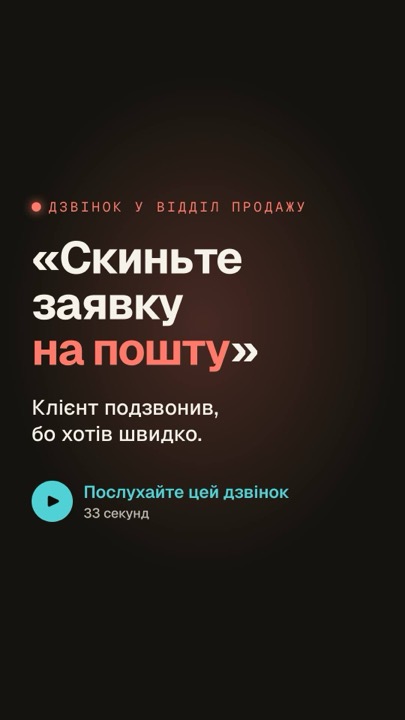 ДЗВІНОК У ВІДДІЛ ПРОДАЖУ
«Скиньте
заявку
на пошту»
Клієнт подзвонив,
бо хотів швидко.
Послухайте цей дзвінок
33 секунд